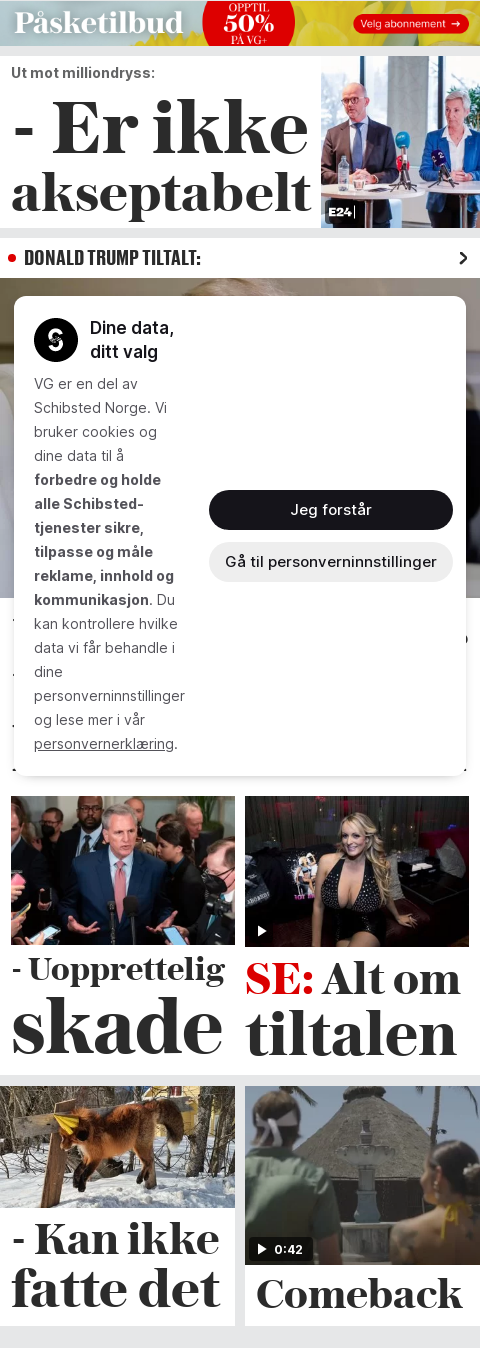 Påsketilbud
OPPTIL
50%
PÅ VG+
Velg abonnement →
Ut mot milliondryss:
- Er ikke
akseptabelt
E24
DONALD TRUMP TILTALT:
Dine data,
ditt valg
VG er en del av
Schibsted Norge. Vi
bruker cookies og
dine data til å
forbedre og holde
alle Schibsted-
tjenester sikre,
tilpasse og måle
reklame, innhold og
kommunikasjon. Du
kan kontrollere hvilke
data vi får behandle i
dine
personverninnstillinger
og lese mer i vår
personvernerklæring.
Jeg forstår
Gå til personverninnstillinger
- Uopprettelig
skade
SE: Alt om
tiltalen
- Kan ikke
fatte det
0:42
Comeback